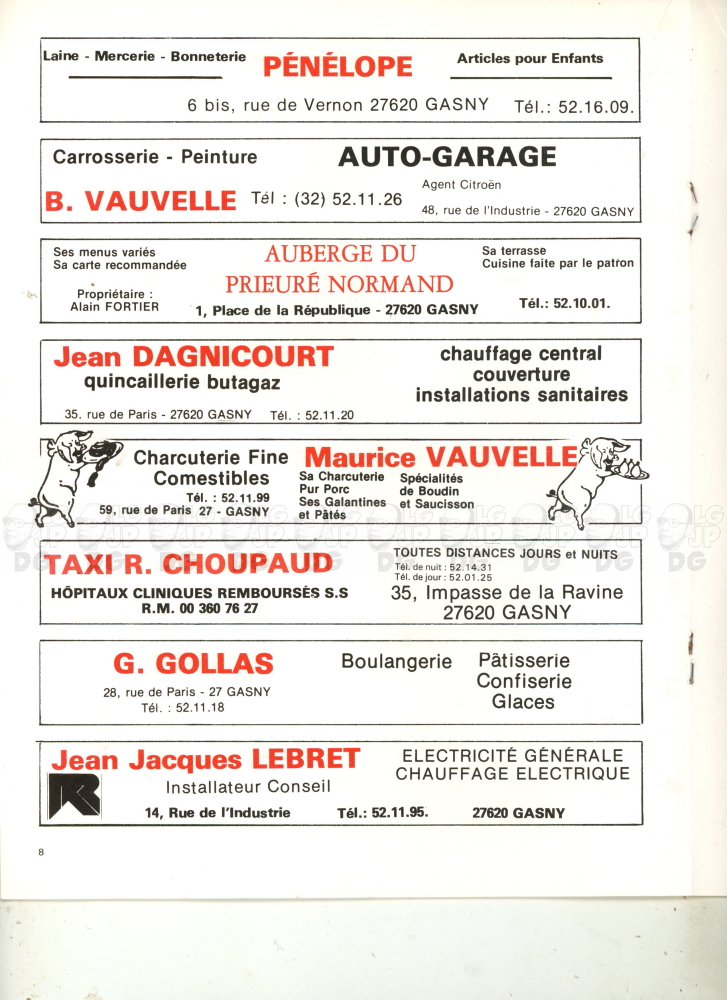 Laine - Mercerie - Bonneterie
PÉNÉLOPE
Articles pour Enfants
6 bis, rue de Vernon 27620 GASNY Tél.: 52.16.09.
Carrosserie - Peinture
AUTO-GARAGE
B. VAUVELLE
Tél : (32) 52.11.26
Agent Citroën
48, rue de l'Industrie - 27620 GASNY
Ses menus variés
Sa carte recommandée
AUBERGE DU
PRIEURÉ NORMAND
Sa terrasse
Cuisine faite par le patron
Propriétaire :
Alain FORTIER
1, Place de la République - 27620 GASNY
Tél.: 52.10.01.
Jean DAGNICOURT
quincaillerie butagaz
chauffage central
couverture
installations sanitaires
35. rue de Paris - 27620 GASNY Tél. : 52.11.20
Charcuterie Fine
Comestibles
Tél. : 52.11.99
59, rue de Paris 27 - GASNY
Maurice VAUVELLE
Sa Charcuterie
Pur Porc
Ses Galantines
et Pâtés
Spécialités
de Boudin
et Saucisson
TAXI R. CHOUPAUD
HÔPITAUX CLINIQUES REMBOURSÉS S.S
R.M. 00 360 76 27
TOUTES DISTANCES JOURS et NUITS
Tél. de nuit : 52.14.31
Tél. de jour : 52.01.25
35, Impasse de la Ravine
27620 GASNY
G. GOLLAS
28, rue de Paris - 27 GASNY
Tél. : 52.11.18
Boulangerie
Pâtisserie
Confiserie
Glaces
Jean Jacques LEBRET
Installateur Conseil
ELECTRICITÉ GÉNÉRALE
CHAUFFAGE ELECTRIQUE
14, Rue de l'Industrie Tél.: 52.11.95. 27620 GASNY
8